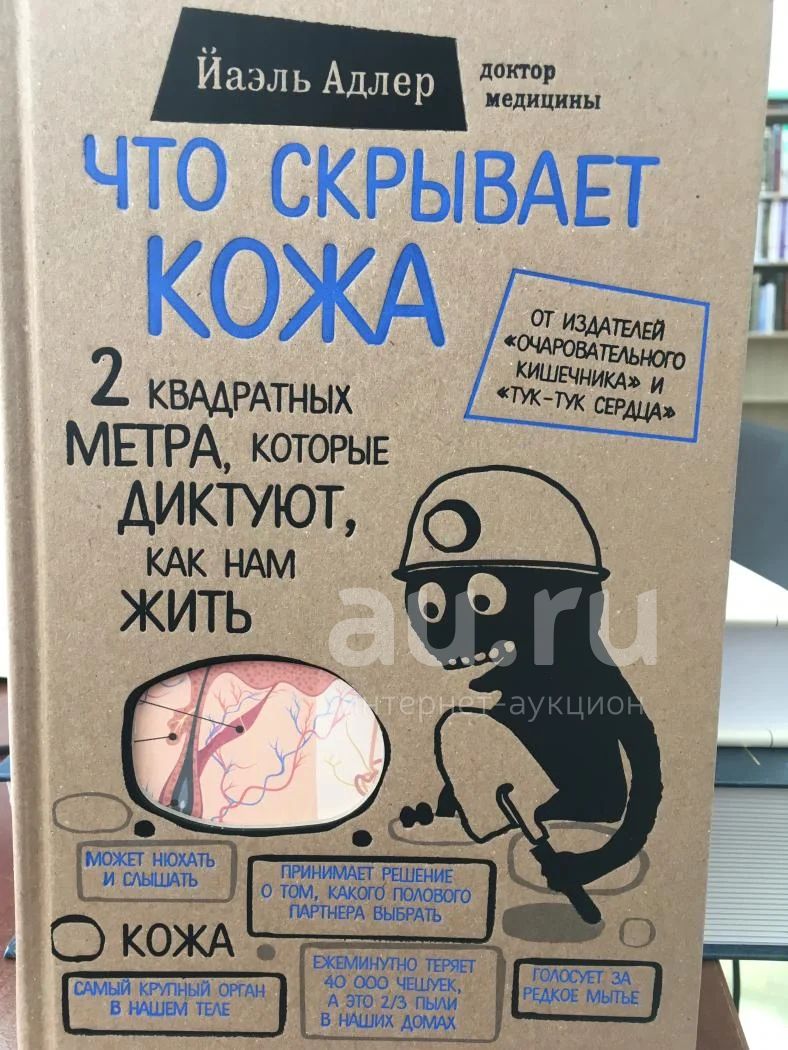 Йаэль Адлер
доктор
медицины
ЧТО СКРЫВАЕТ
КОЖА
ОТ ИЗДАТЕЛЕЙ
«ОЧАРОВАТЕЛЬНОГО
КИШЕЧНИКА» И
«ТУК-ТУК СЕРДЦА»
2 КВАДРАТНЫХ
МЕТРА, КОТОРЫЕ
ДИКТУЮТ,
КАК НАМ
ЖИТЬ
au.ru
интернет-аукцион
МОЖЕТ НЮХАТЬ
И СЛЫШАТЬ
ПРИНИМАЕТ РЕШЕНИЕ
О ТОМ, КАКОГО ПОЛОВОГО
ПАРТНЕРА ВЫБРАТЬ
КОЖА
САМЫЙ КРУПНЫЙ ОРГАН
В НАШЕМ ТЕЛЕ
ЕЖЕМИНУТНО ТЕРЯЕТ
40 000 ЧЕШУЕК,
А ЭТО 2/3 ПЫЛИ
В НАШИХ ДОМАХ
ГОЛОСУЕТ ЗА
РЕДКОЕ МЫТЬЕ